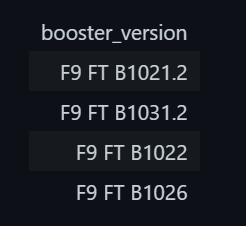 booster_version
F9 FT B1021.2
F9 FT B1031.2
F9 FT B1022
F9 FT B1026